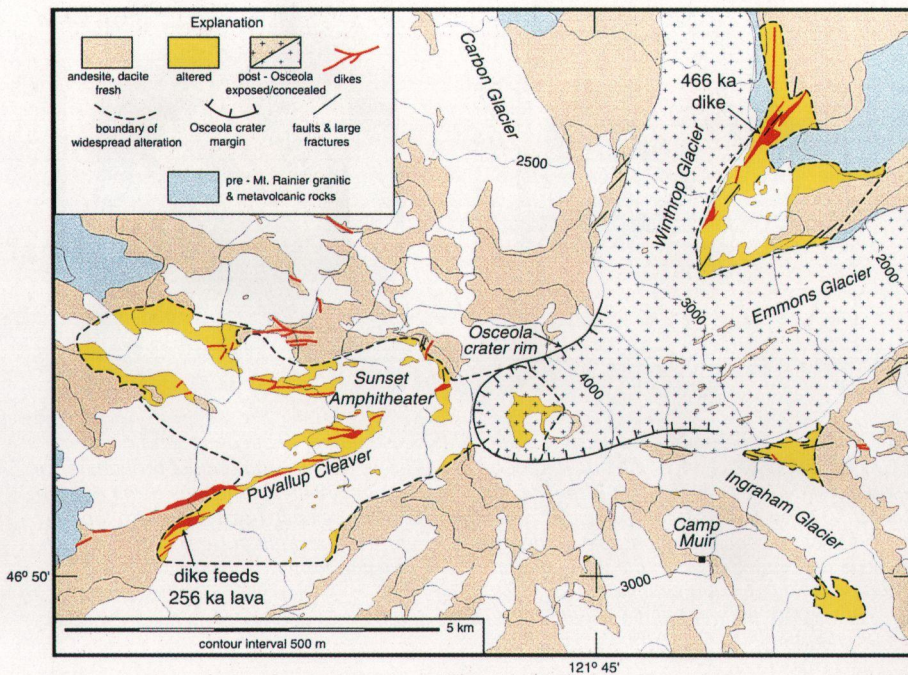 Explanation
andesite, dacite
fresh
altered
post - Osceola
exposed/concealed
dikes
boundary of
widespread alteration
Osceola crater
margin
faults & large
fractures
pre - Mt. Rainier granitic
& metavolcanic rocks
Carbon Glacier
2500
466 ka
dike
Winthrop Glacier
3000
2000
Emmons Glacier
Osceola
crater rim
4000
Sunset
Amphitheater
Puyallup Cleaver
Ingraham Glacier
Camp
Muir
46° 50'
dike feeds
256 ka lava
3000
5 km
contour interval 500 m
121° 45'